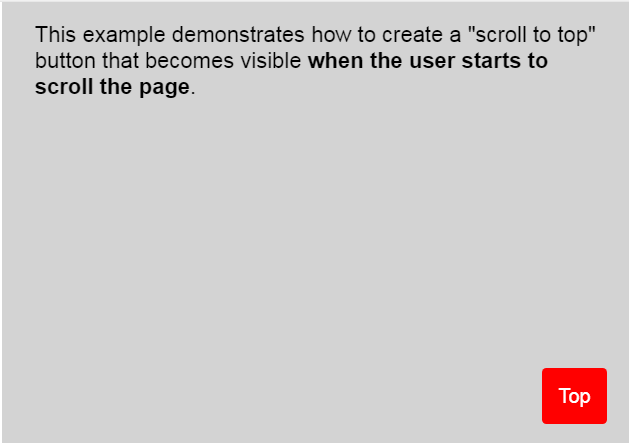 This example demonstrates how to create a "scroll to top"
button that becomes visible when the user starts to
scroll the page.
Top